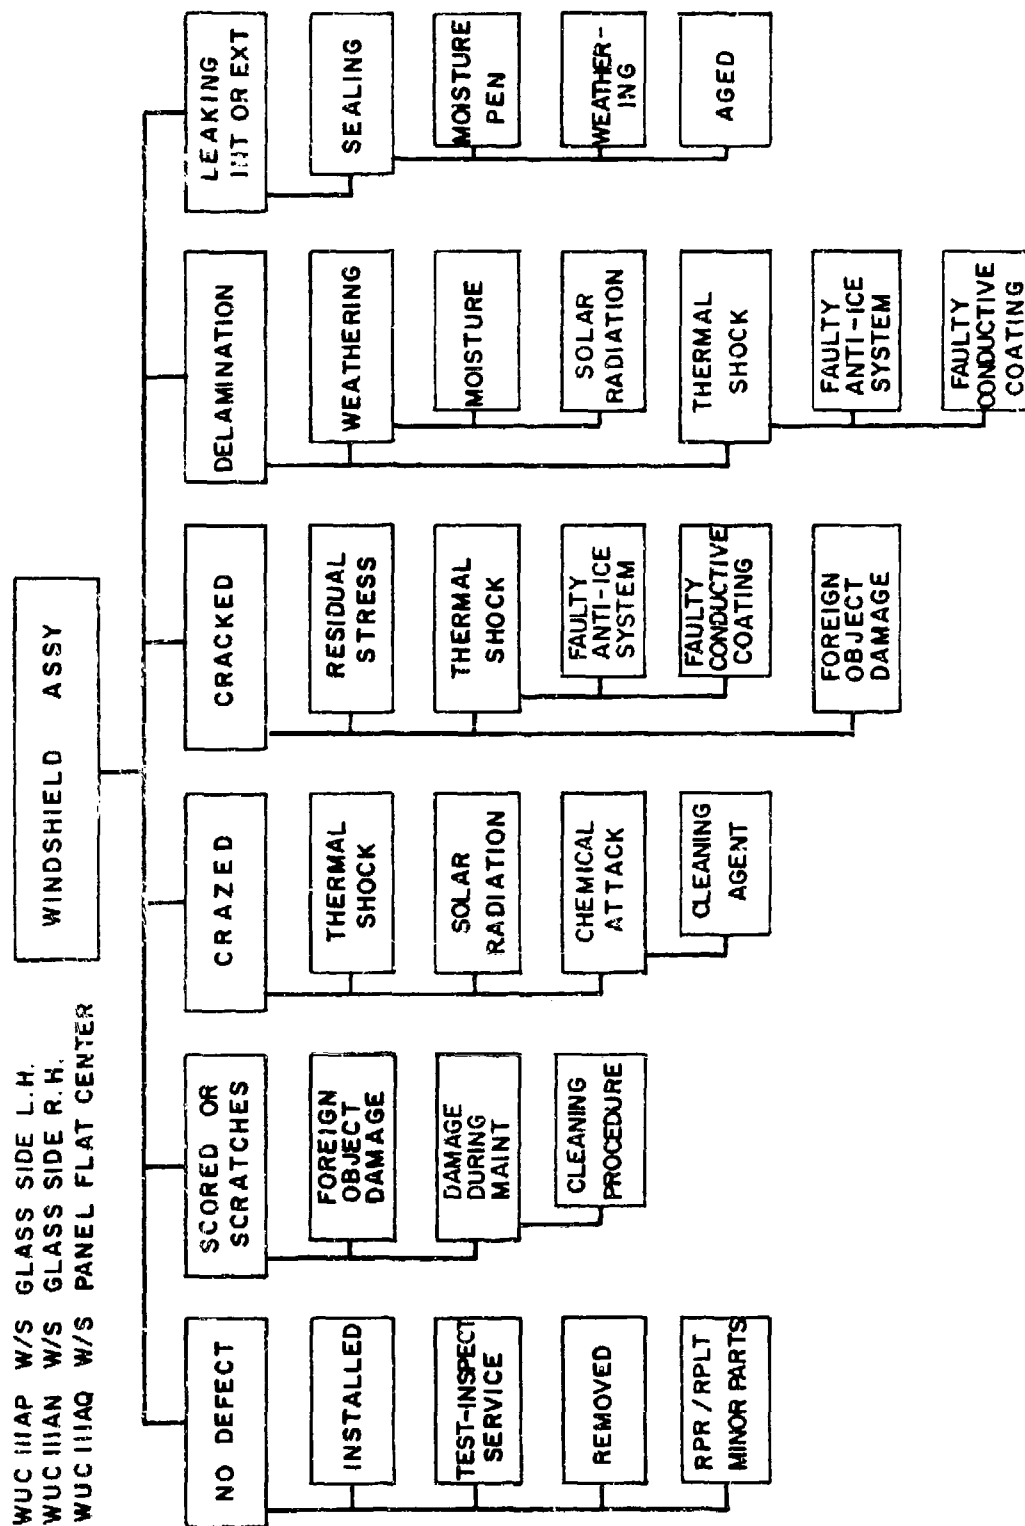 WUC IIIAP W/S GLASS SIDE L.H.
WUC IIIAN W/S GLASS SIDE R.H.
WUC IIIAQ W/S PANEL FLAT CENTER
WINDSHIELD ASSY
NO DEFECT
INSTALLED
TEST-INSPECT
SERVICE
REMOVED
RPR/RPLT
MINOR PARTS
SCORED OR
SCRATCHES
FOREIGN
OBJECT
DAMAGE
DAMAGE
DURING
MAINT
CLEANING
PROCEDURE
CRAZED
THERMAL
SHOCK
SOLAR
RADIATION
CHEMICAL
ATTACK
CLEANING
AGENT
CRACKED
RESIDUAL
STRESS
THERMAL
SHOCK
FAULTY
ANTI-ICE
SYSTEM
FAULTY
CONDUCTIVE
COATING
FOREIGN
OBJECT
DAMAGE
DELAMINATION
WEATHERING
MOISTURE
SOLAR
RADIATION
THERMAL
SHOCK
FAULTY
ANTI-ICE
SYSTEM
FAULTY
CONDUCTIVE
COATING
LEAKING
INT OR EXT
SEALING
MOISTURE
PEN
WEATHER-
ING
AGED